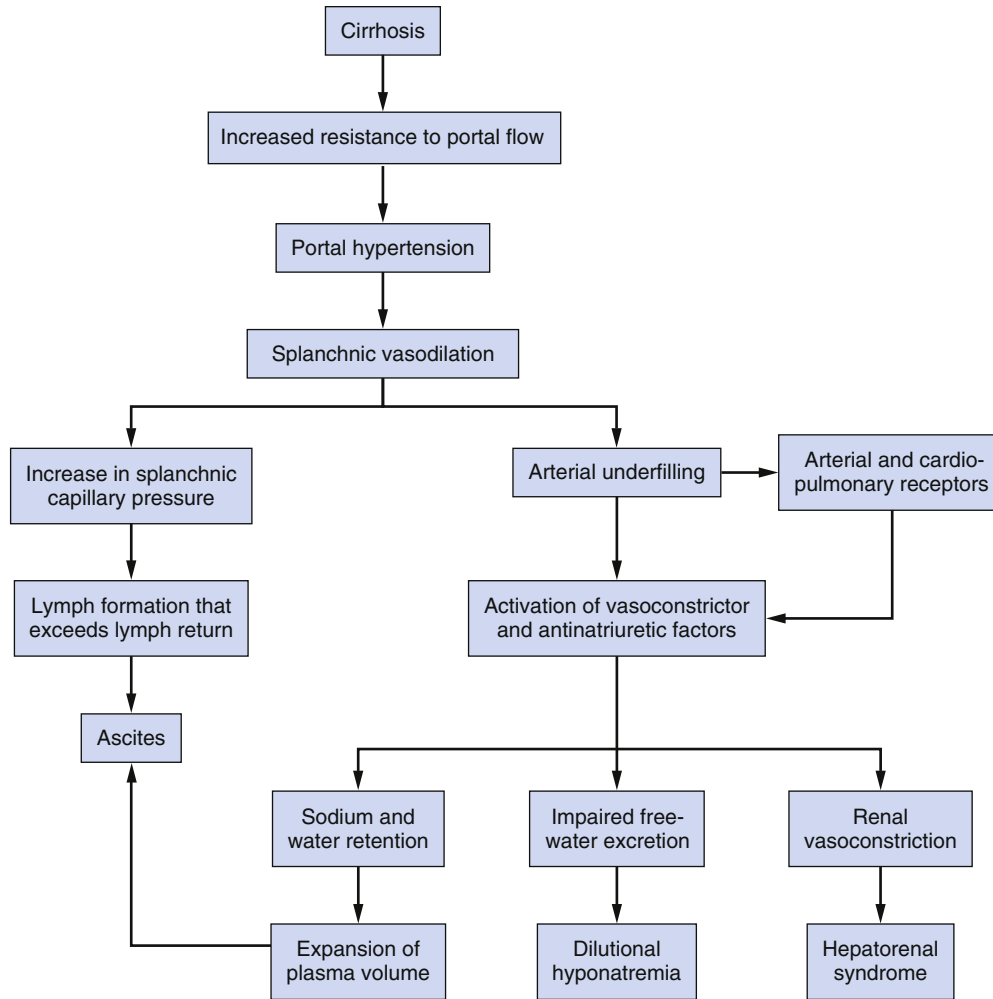 Cirrhosis
Increased resistance to portal flow
Portal hypertension
Splanchnic vasodilation
Increase in splanchnic
capillary pressure
Arterial underfilling
Arterial and cardio-
pulmonary receptors
Lymph formation that
exceeds lymph return
Activation of vasoconstrictor
and antinatriuretic factors
Ascites
Sodium and
water retention
Impaired free-
water excretion
Renal
vasoconstriction
Expansion of
plasma volume
Dilutional
hyponatremia
Hepatorenal
syndrome